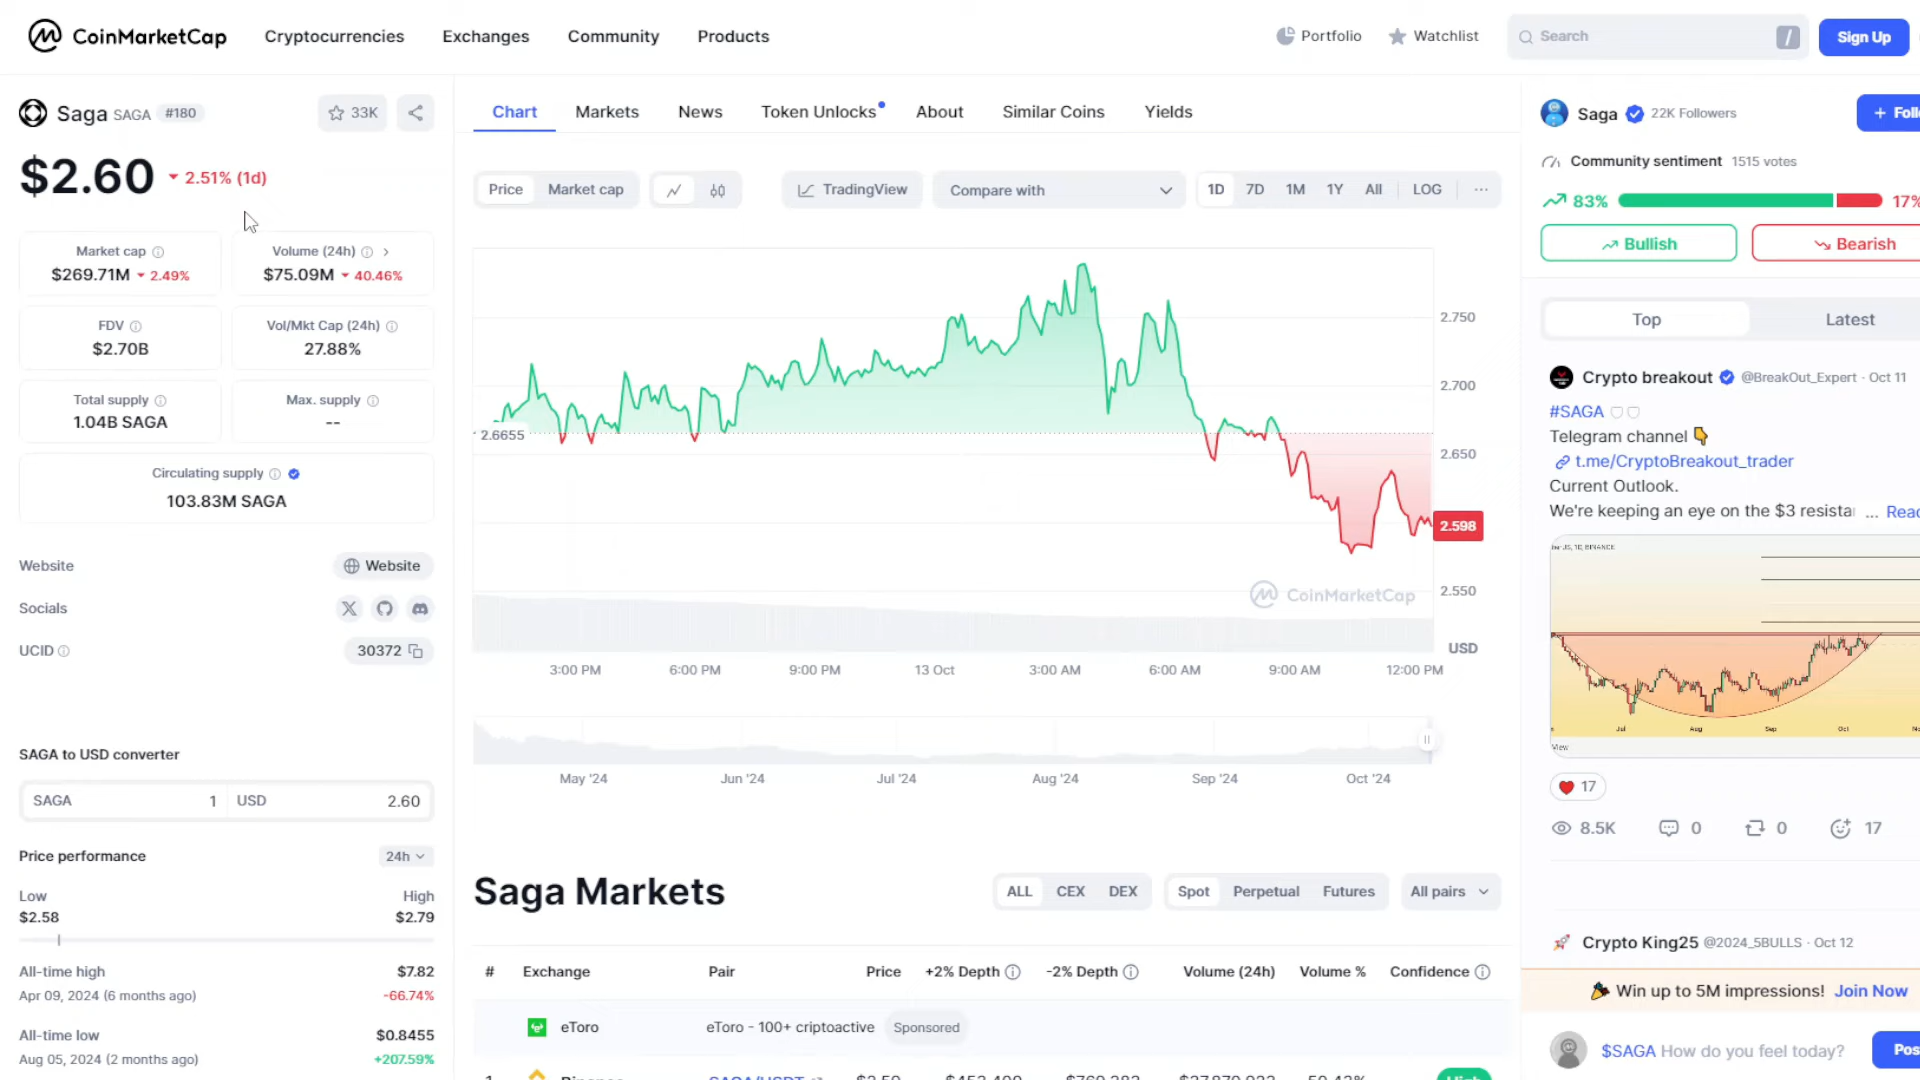 CoinMarketCap
Cryptocurrencies
Exchanges
Community
Products
Portfolio
Watchlist
Search
/
Sign Up
Saga SAGA #180
33K
$2.60 2.51% (1d)
Market cap
$269.71M 2.49%
Volume (24h)
$75.09M 40.46%
FDV
$2.70B
Vol/Mkt Cap (24h)
27.88%
Total supply
1.04B SAGA
Max. supply
--
Circulating supply
103.83M SAGA
Website
Website
Socials
UCID
30372
SAGA to USD converter
SAGA 1 USD 2.60
Price performance
24h
Low High
$2.58 $2.79
All-time high $7.82
Apr 09, 2024 (6 months ago) -66.74%
All-time low $0.8455
Aug 05, 2024 (2 months ago) +207.59%
Chart
Markets
News
Token Unlocks
About
Similar Coins
Yields
Price
Market cap
TradingView
Compare with
1D 7D 1M 1Y All LOG ...
2.750
2.700
2.6655
2.650
2.598
2.550
CoinMarketCap
USD
3:00 PM 6:00 PM 9:00 PM 13 Oct 3:00 AM 6:00 AM 9:00 AM 12:00 PM
May '24 Jun '24 Jul '24 Aug '24 Sep '24 Oct '24
Saga Markets
ALL CEX DEX
Spot Perpetual Futures
All pairs
# Exchange Pair Price +2% Depth -2% Depth Volume (24h) Volume % Confidence
eToro eToro - 100+ criptoactive Sponsored
Saga 22K Followers
+ Foll
Community sentiment 1515 votes
83% 17%
Bullish
Bearish
Top
Latest
Crypto breakout @BreakOut_Expert · Oct 11
#SAGA
Telegram channel
t.me/CryptoBreakout_trader
Current Outlook.
We're keeping an eye on the $3 resista ... Reac
Jul Aug Sep Oct
17
8.5K 0 0 17
Crypto King25 @2024_5BULLS · Oct 12
Win up to 5M impressions! Join Now
$SAGA How do you feel today?
Pos